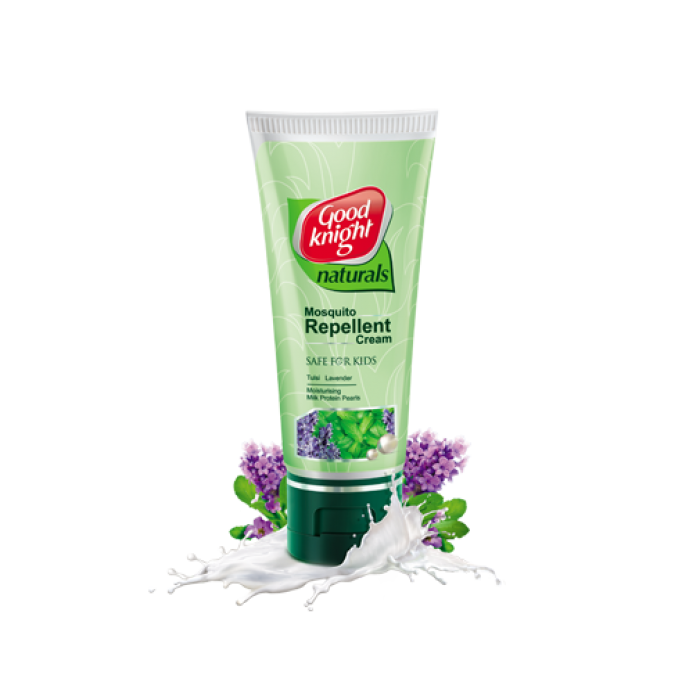 Good
knight
naturals
Mosquito
Repellent
Cream
SAFE FOR KIDS
Tulsi Lavender
Moisturising
Milk Protein Pearls